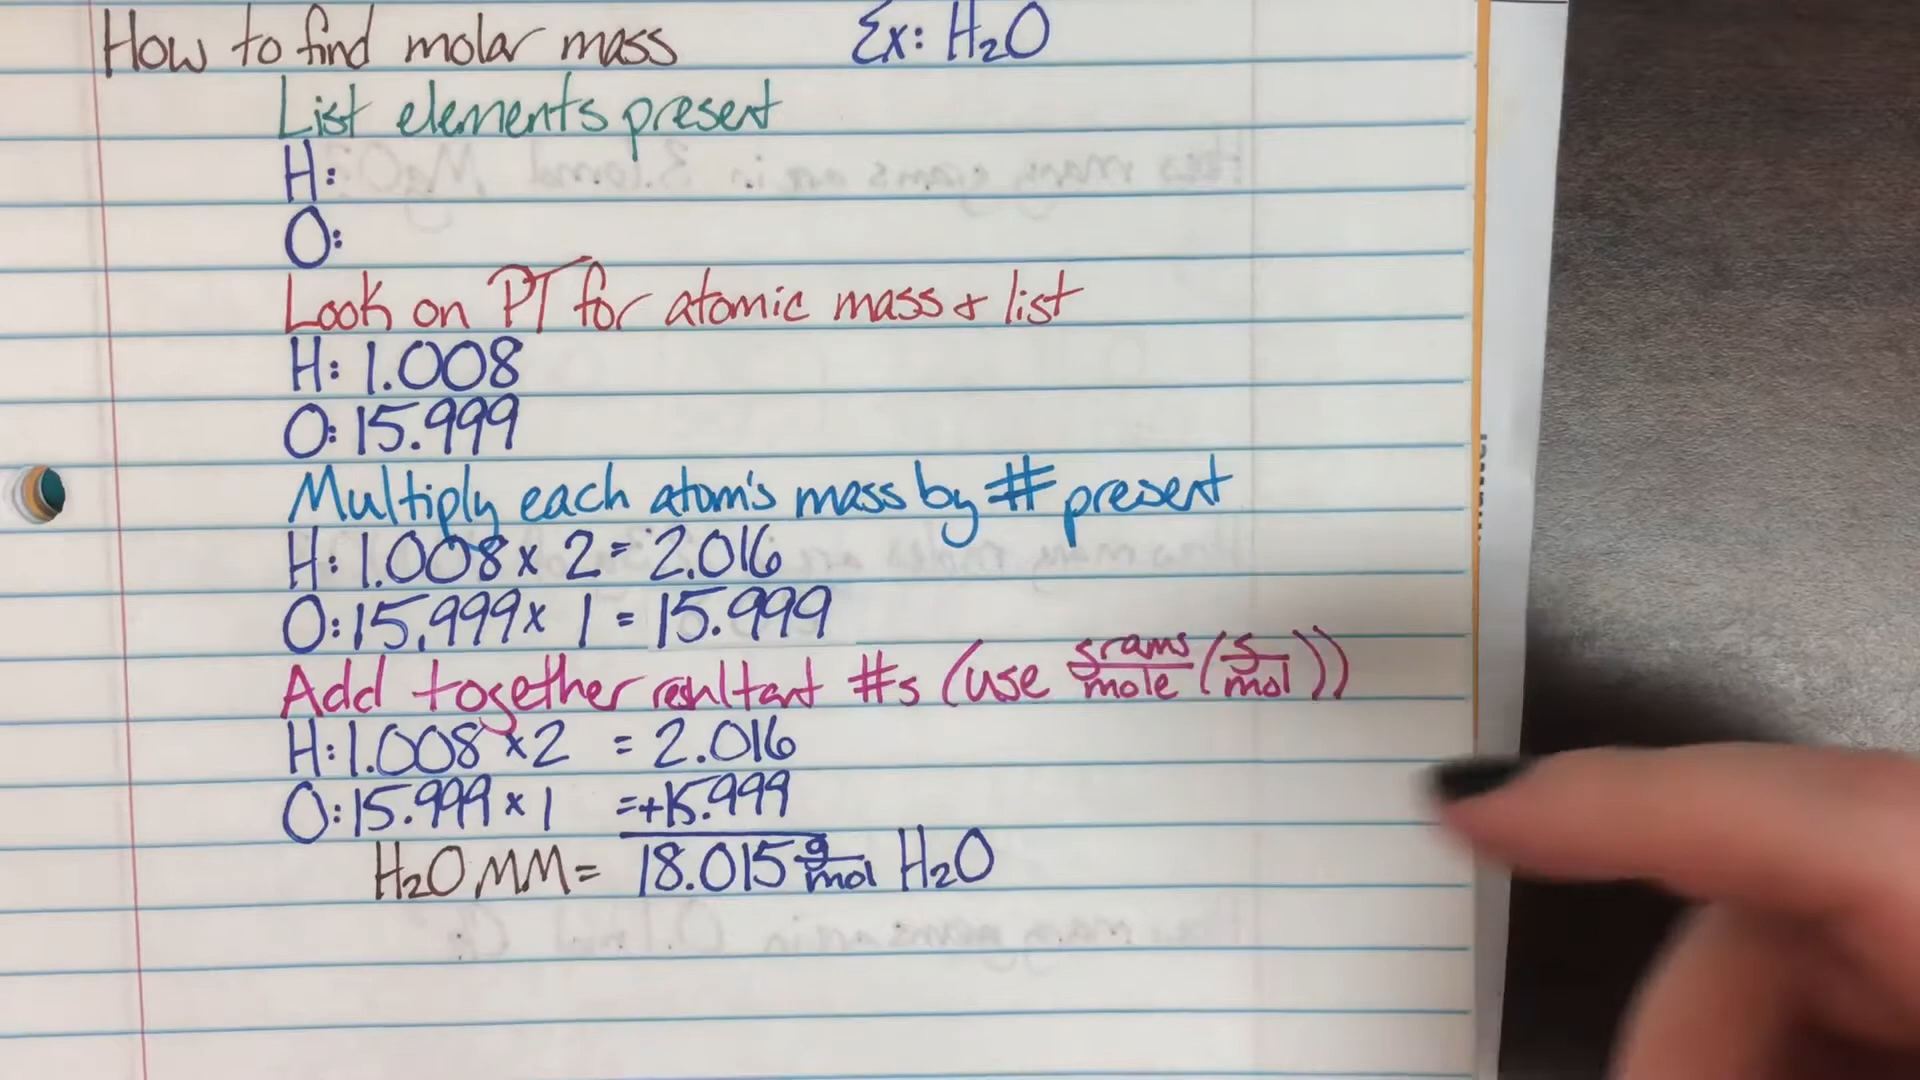 How to find molar mass Ex: H₂O
List elements present
H:
O:
Look on PT for atomic mass & list
H: 1.008
O: 15.999
Multiply each atom's mass by # present
H: 1.008 x 2 = 2.016
O: 15.999 x 1 = 15.999
Add together resultant #s (use grams/mole (g/mol))
H: 1.008 x 2 = 2.016
O: 15.999 x 1 = +15.999
H₂O MM = 18.015 g/mol H₂O